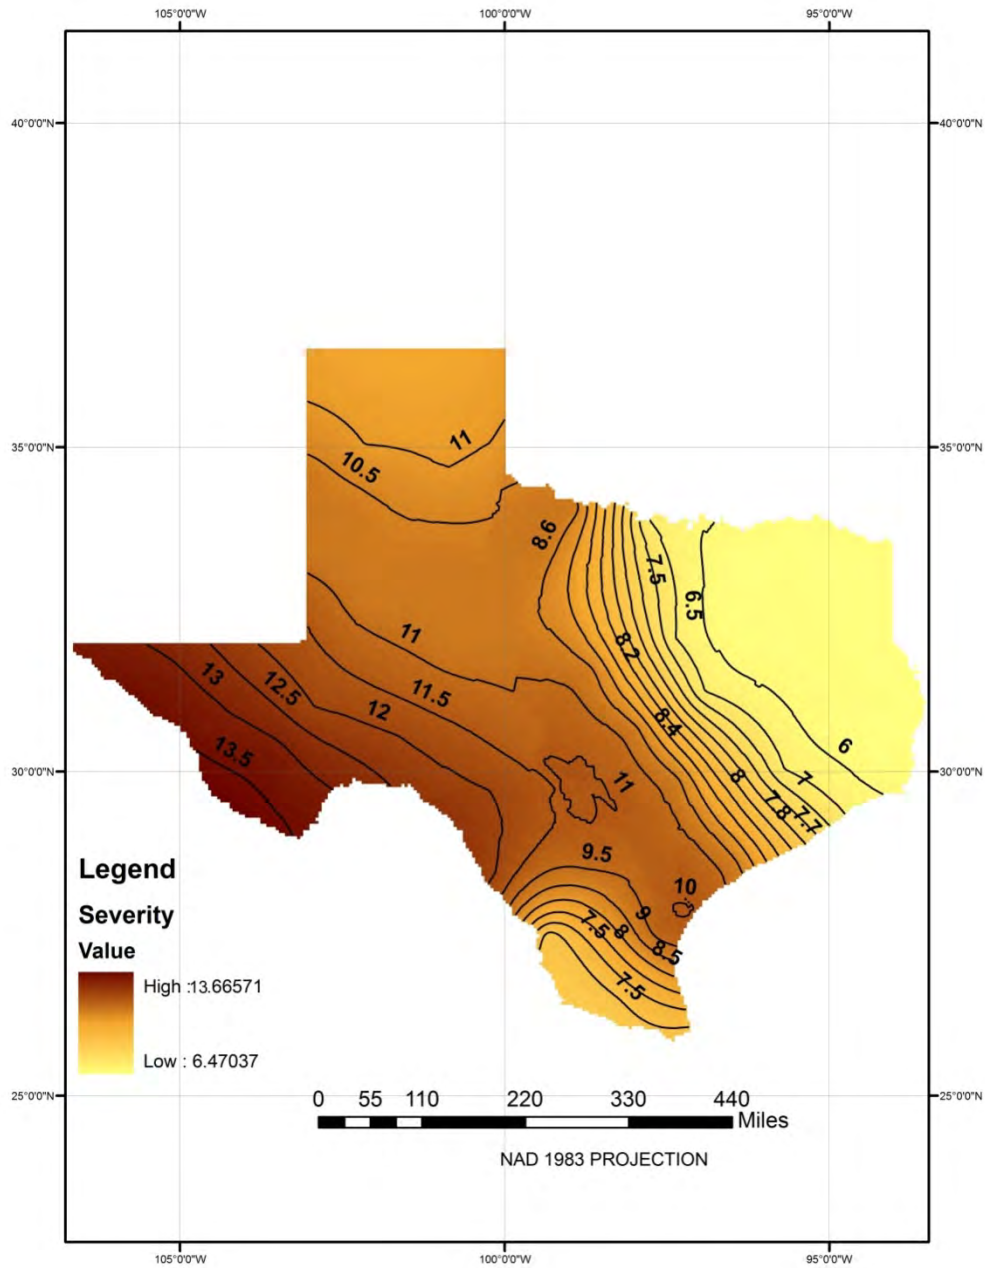 105°0'0"W 100°0'0"W 95°0'0"W
40°0'0"N 40°0'0"N
35°0'0"N 35°0'0"N
11
10.5
8.6
7.5
6.5
11
8.2
13
12.5
11.5
12
8.4
13.5
6
30°0'0"N 30°0'0"N
11
8
7
7.8
7.7
9.5
10
9
7.5
8
8.5
7.5
Legend
Severity
Value
High :13.66571
Low : 6.47037
25°0'0"N 25°0'0"N
0 55 110 220 330 440
Miles
NAD 1983 PROJECTION
105°0'0"W 100°0'0"W 95°0'0"W